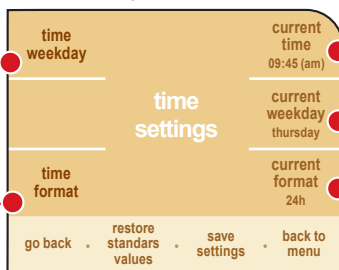 time
weekday
current
time
09:45 (am)
time
settings
current
weekday
thursday
time
format
current
format
24h
go back
restore
standars
values
save
settings
back to
menu